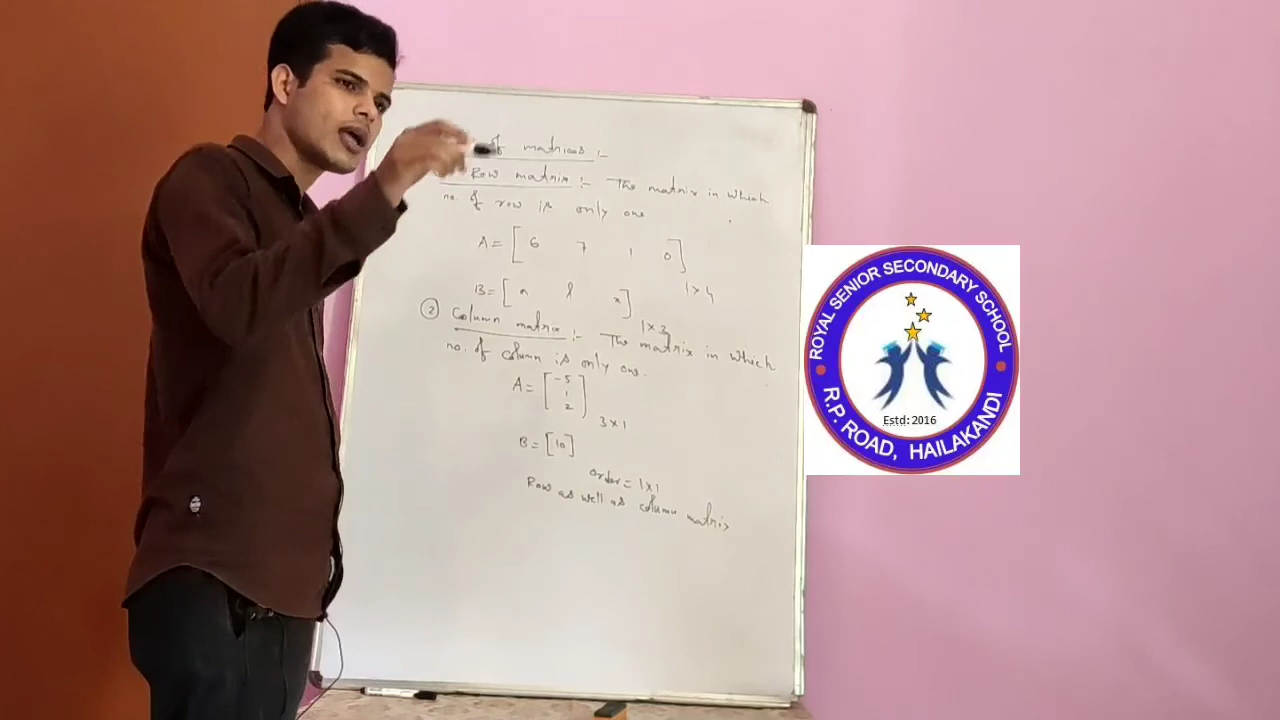 of matrices :-
Row matrix :- The matrix in which
no. of row is only one
A = [ 6 7 1 0 ] 1×4
B = [ a l x ] 1×3
② Column matrix :- The matrix in which
no. of column is only one.
A = [ -5
1
2 ] 3×1
B = [10]
order = 1×1
Row as well as column matrix
ROYAL SENIOR SECONDARY SCHOOL
Estd: 2016
R.P. ROAD, HAILAKANDI